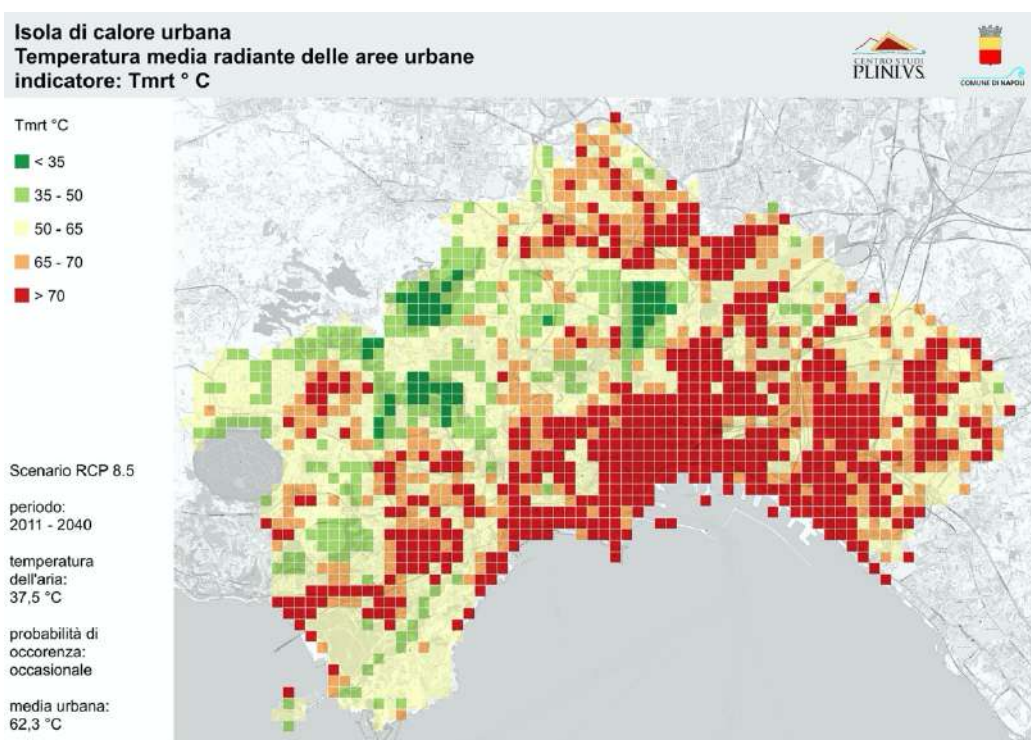 Isola di calore urbana
Temperatura media radiante delle aree urbane
indicatore: Tmrt ° C
CENTRO STUDI
PLINIVS
COMUNE DI NAPOLI
Tmrt °C
< 35
35 - 50
50 - 65
65 - 70
> 70
Scenario RCP 8.5
periodo:
2011 - 2040
temperatura
dell'aria:
37,5 °C
probabilità di
occorenza:
occasionale
media urbana:
62,3 °C